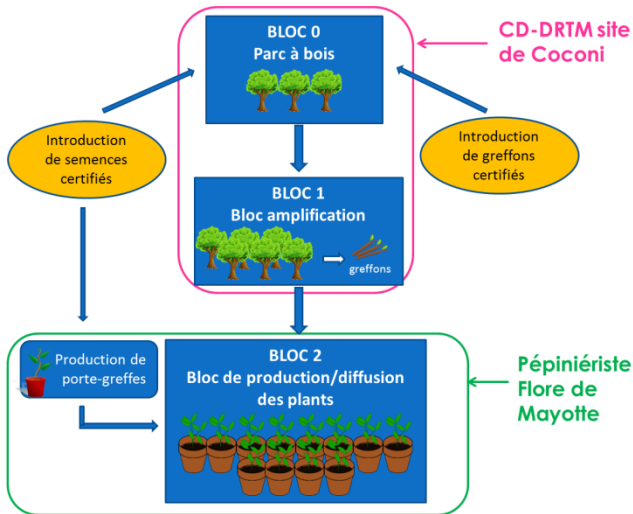 BLOC 0
Parc à bois
CD-DRTM site
de Coconi
Introduction
de semences
certifiés
Introduction
de greffons
certifiés
BLOC 1
Bloc amplification
greffons
Production de
porte-greffes
BLOC 2
Bloc de production/diffusion
des plants
Pépiniériste
Flore de
Mayotte